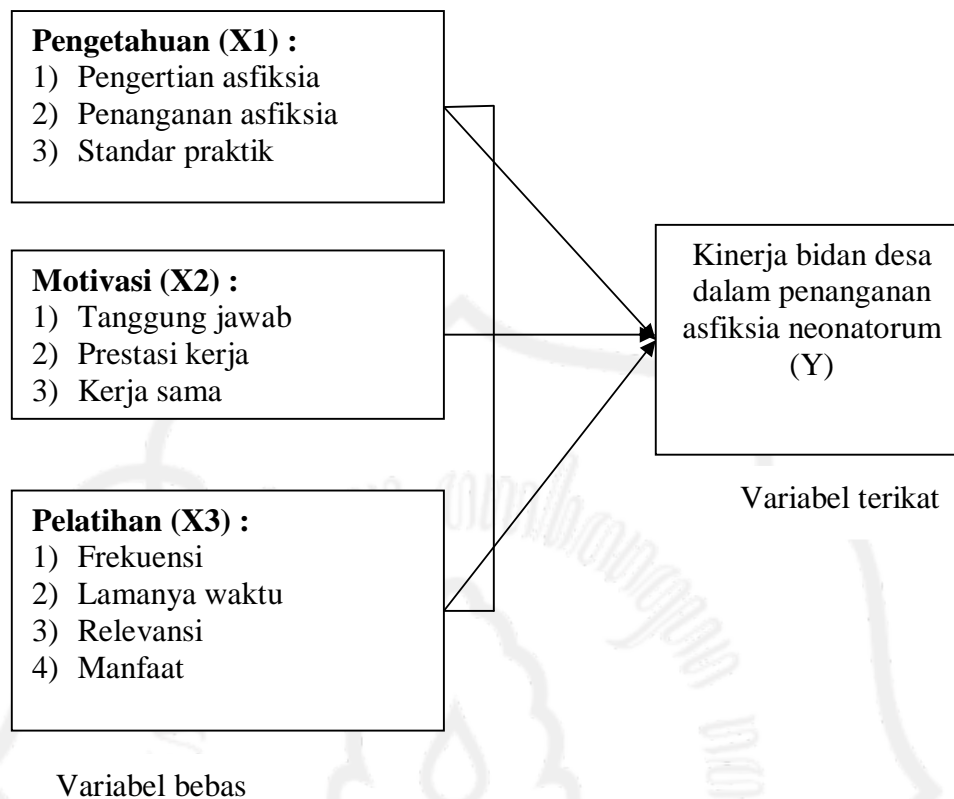 Pengetahuan (X1) :
1) Pengertian asfiksia
2) Penanganan asfiksia
3) Standar praktik
Motivasi (X2) :
1) Tanggung jawab
2) Prestasi kerja
3) Kerja sama
Pelatihan (X3) :
1) Frekuensi
2) Lamanya waktu
3) Relevansi
4) Manfaat
Variabel bebas
Kinerja bidan desa
dalam penanganan
asfiksia neonatorum
(Y)
Variabel terikat